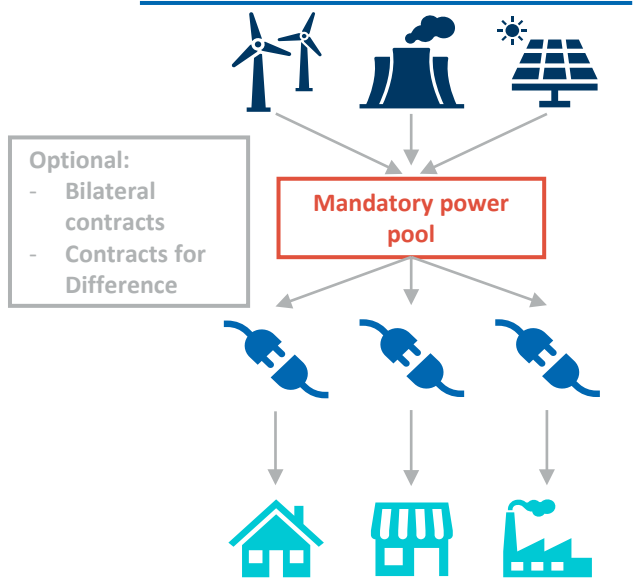 Optional:
- Bilateral
contracts
- Contracts for
Difference
Mandatory power
pool